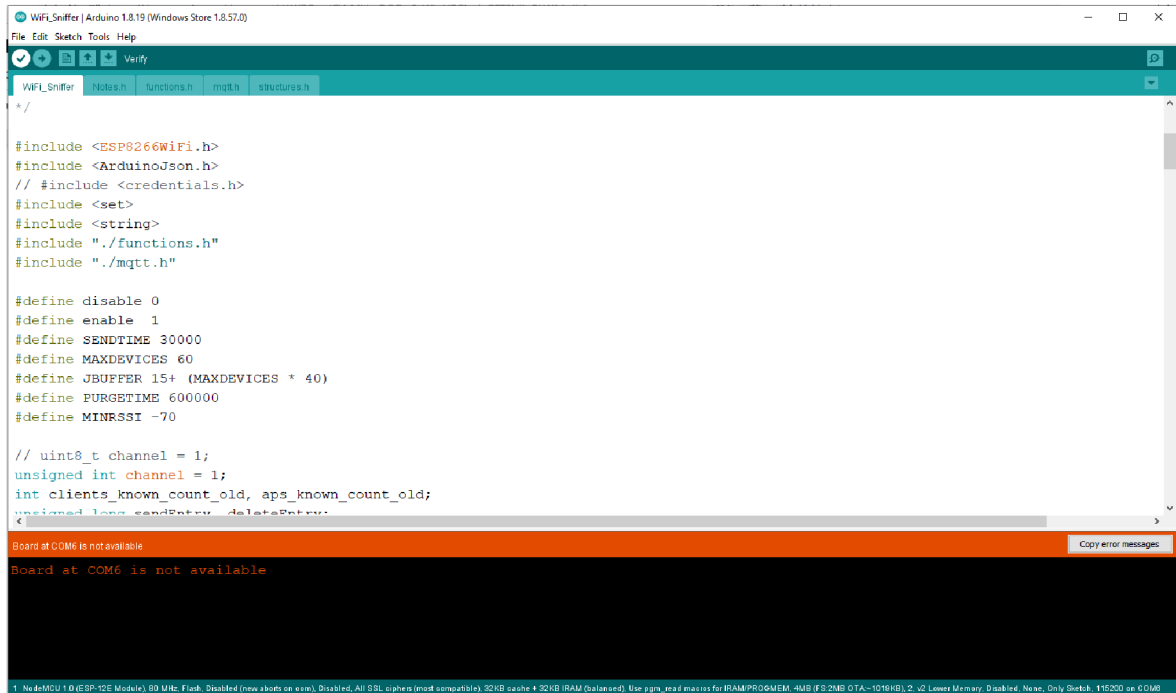 WiFi_Sniffer | Arduino 1.8.19 (Windows Store 1.8.57.0)
File Edit Sketch Tools Help
Verify
WiFi_Sniffer Notes.h functions.h mqtt.h structures.h
*/
#include <ESP8266WiFi.h>
#include <ArduinoJson.h>
// #include <credentials.h>
#include <set>
#include <string>
#include "./functions.h"
#include "./mqtt.h"
#define disable 0
#define enable  1
#define SENDTIME 30000
#define MAXDEVICES 60
#define JBUFFER 15+ (MAXDEVICES * 40)
#define PURGETIME 600000
#define MINRSSI -70
// uint8_t channel = 1;
unsigned int channel = 1;
int clients_known_count_old, aps_known_count_old;
unsigned long sendEntry, deleteEntry;
Board at COM6 is not available
Copy error messages
Board at COM6 is not available
1 NodeMCU 1.0 (ESP-12E Module), 80 MHz, Flash, Disabled (new aborts on oom), Disabled, All SSL ciphers (most compatible), 32KB cache + 32KB IRAM (balanced), Use pgm_read macros for IRAM/PROGMEM, 4MB (FS:2MB OTA:~1019KB), 2, v2 Lower Memory, Disabled, None, Only Sketch, 115200 on COM6